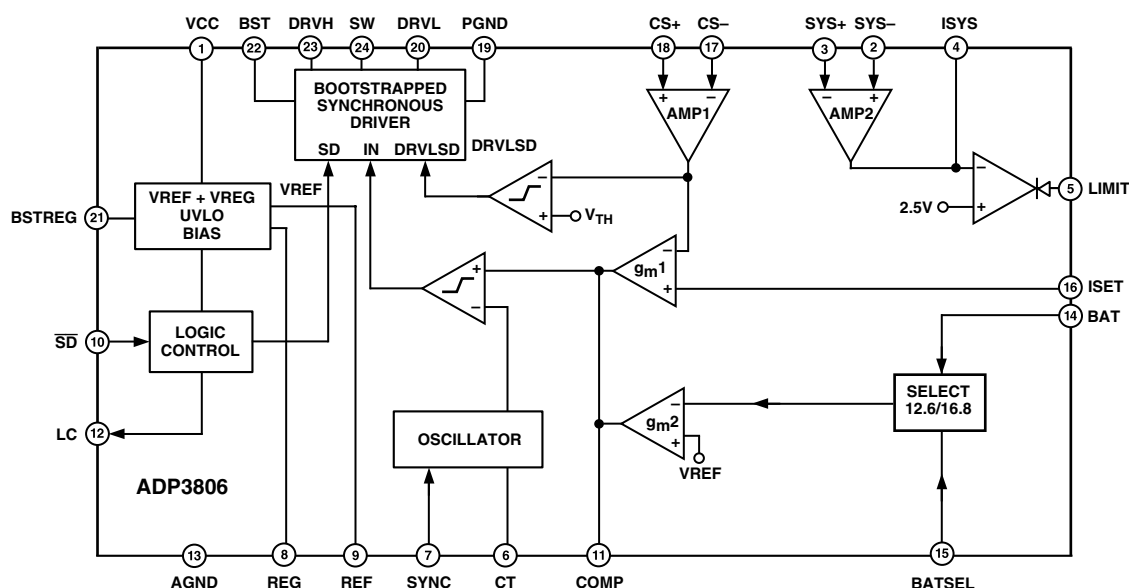 VCC BST DRVH SW DRVL PGND CS+ CS– SYS+ SYS– ISYS
1 22 23 24 20 19 18 17 3 2 4
BOOTSTRAPPED
SYNCHRONOUS
DRIVER
SD IN DRVLSD
DRVLSD
+ –
AMP1
– +
AMP2
–
+
2.5V
5 LIMIT
–
+
VTH
VREF
BSTREG 21
VREF + VREG
UVLO
BIAS
+
–
–
+
gm1
16 ISET
14 BAT
SD 10
LOGIC
CONTROL
SELECT
12.6/16.8
LC 12
OSCILLATOR
–
+
gm2
VREF
ADP3806
13 8 9 7 6 11 15
AGND REG REF SYNC CT COMP BATSEL